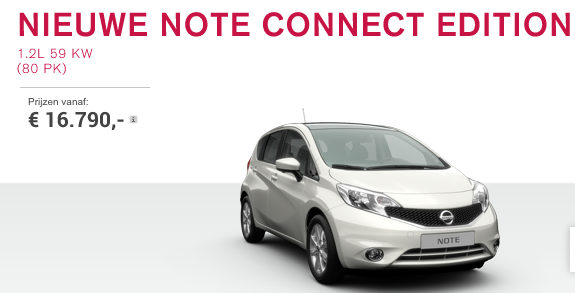 NIEUWE NOTE CONNECT EDITION
1.2L 59 KW
(80 PK)
Prijzen vanaf:
€ 16.790,- i
NOTE